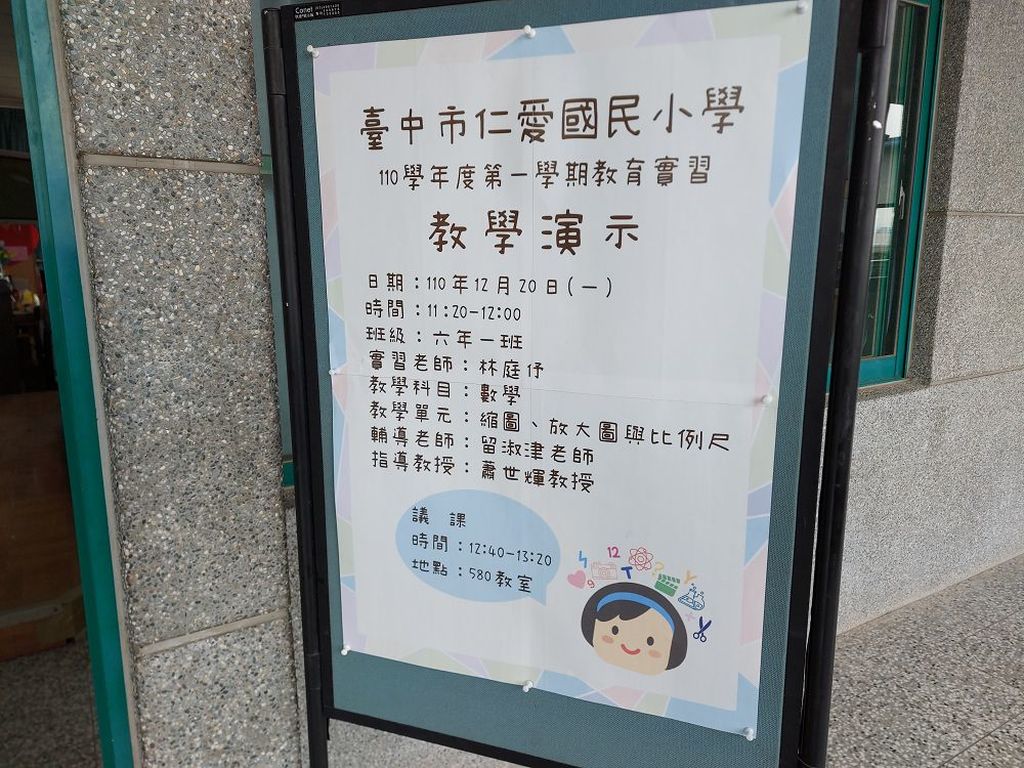 Conet
臺中市仁愛國民小學
110學年度第一學期教育實習
教學演示
日期：110年12月20日(一)
時間：11:20-12:00
班級：六年一班
實習老師：林庭伃
教學科目：數學
教學單元：縮圖、放大圖與比例尺
輔導老師：留淑津老師
指導教授：蕭世輝教授
議 課
時間：12:40-13:20
地點：580教室
12
9
T
?
Y